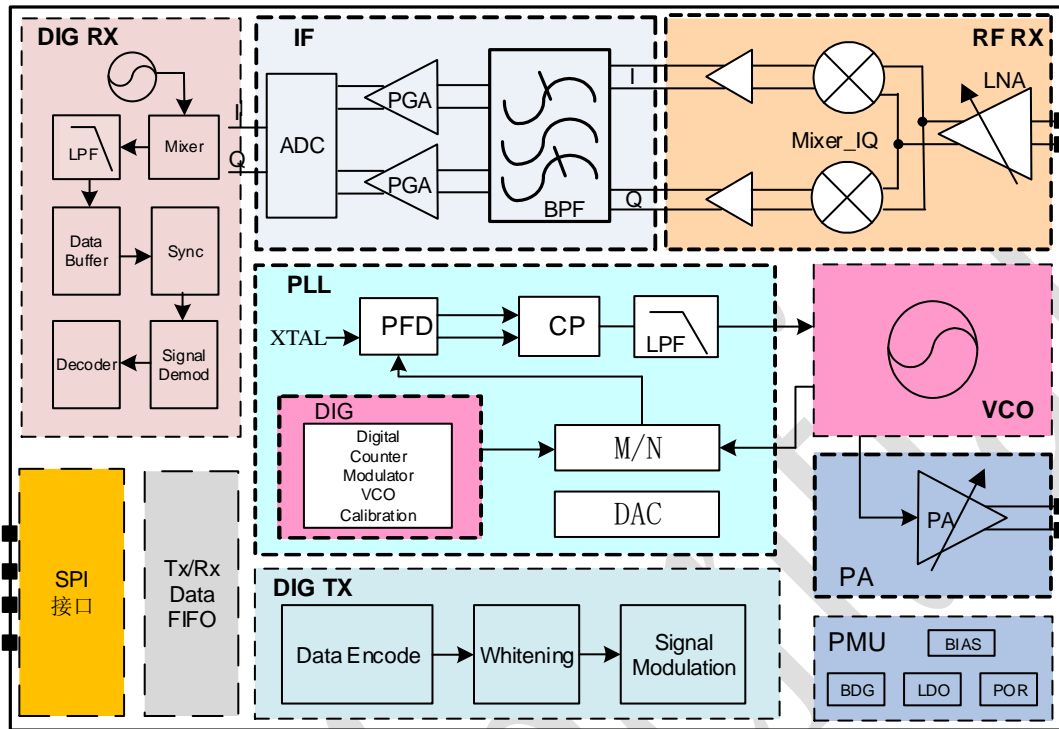 DIG RX
LPF
Mixer
I
Q
Data
Buffer
Sync
Decoder
Signal
Demod
IF
ADC
PGA
PGA
BPF
I
Q
RF RX
LNA
Mixer_IQ
PLL
XTAL
PFD
CP
LPF
DIG
Digital
Counter
Modulator
VCO
Calibration
M/N
DAC
VCO
PA
PA
SPI
接口
Tx/Rx
Data
FIFO
DIG TX
Data Encode
Whitening
Signal
Modulation
PMU
BIAS
BDG
LDO
POR